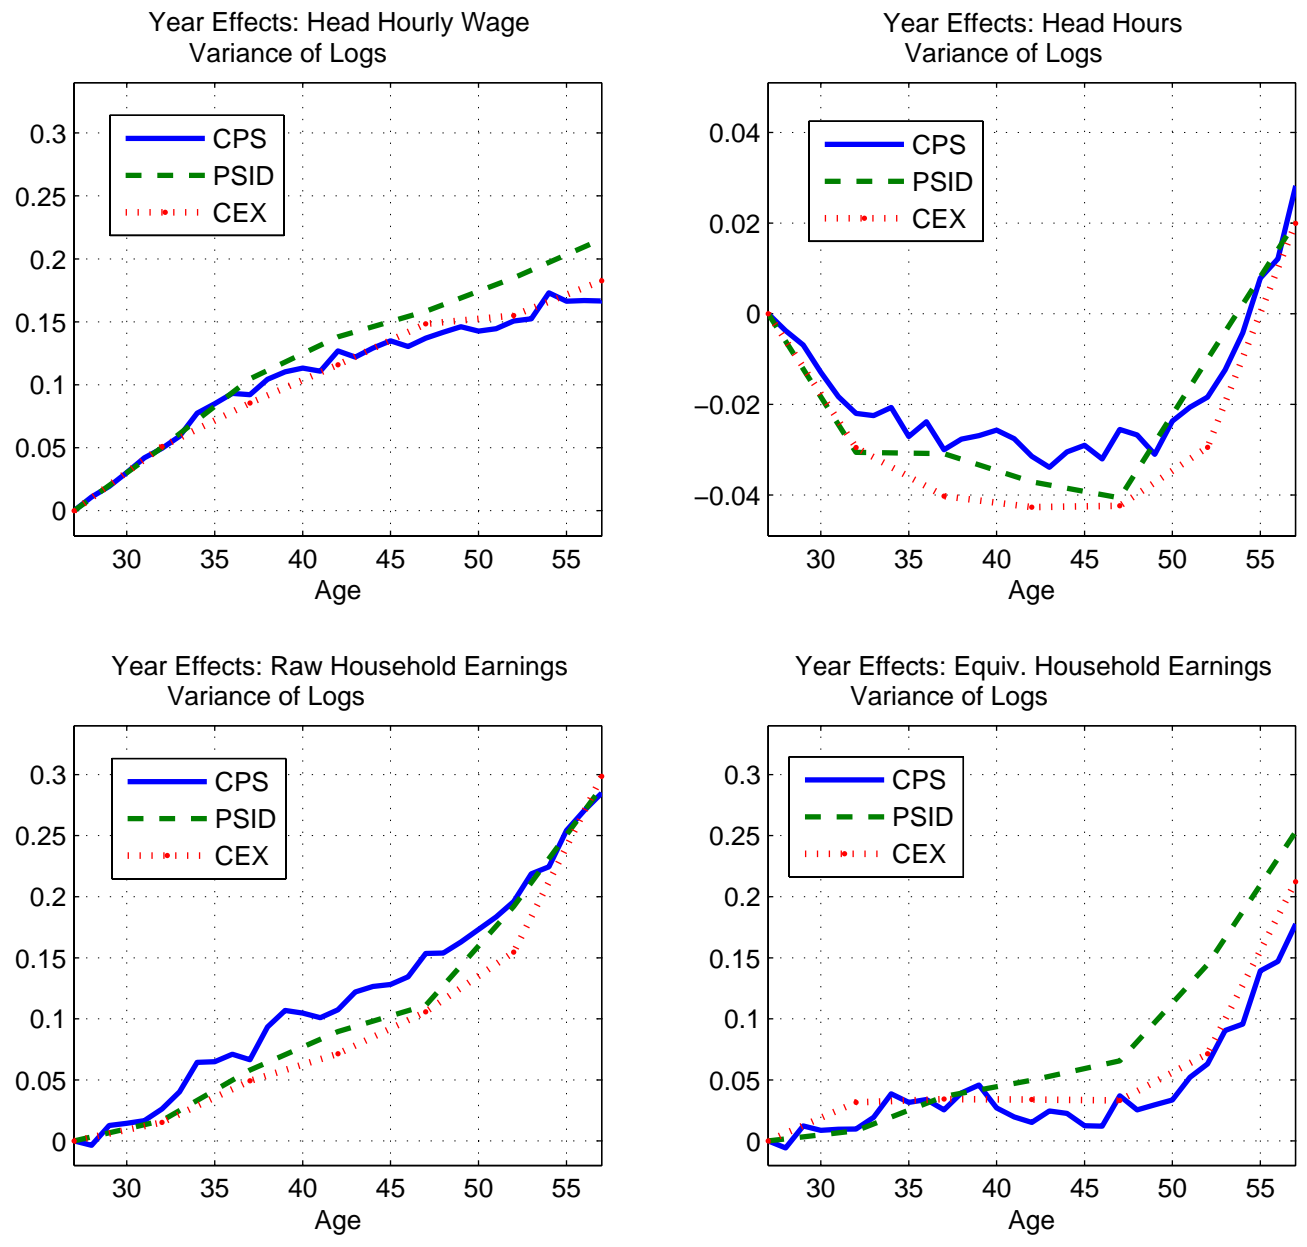 Year Effects: Head Hourly Wage
Variance of Logs
0.3
0.25
0.2
0.15
0.1
0.05
0
CPS
PSID
CEX
30 35 40 45 50 55
Age
Year Effects: Head Hours
Variance of Logs
0.04
0.02
0
−0.02
−0.04
CPS
PSID
CEX
30 35 40 45 50 55
Age
Year Effects: Raw Household Earnings
Variance of Logs
0.3
0.25
0.2
0.15
0.1
0.05
0
CPS
PSID
CEX
30 35 40 45 50 55
Age
Year Effects: Equiv. Household Earnings
Variance of Logs
0.3
0.25
0.2
0.15
0.1
0.05
0
CPS
PSID
CEX
30 35 40 45 50 55
Age